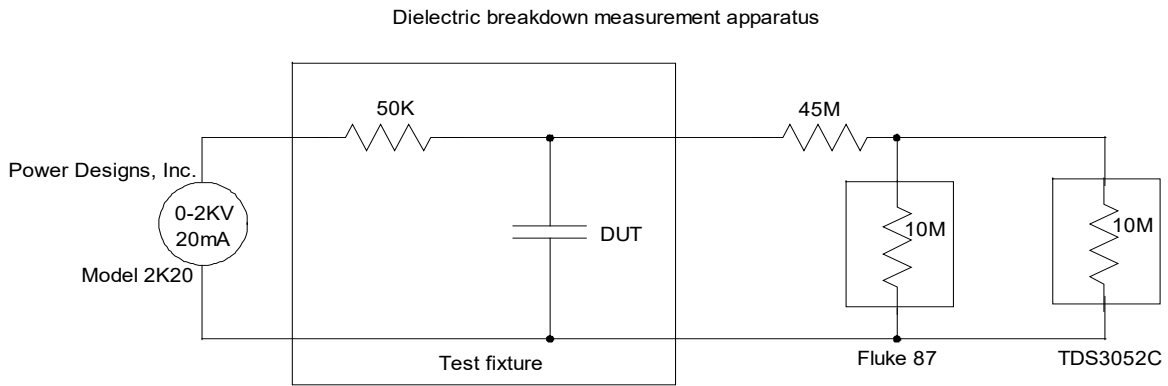 Dielectric breakdown measurement apparatus
50K
45M
Power Designs, Inc.
0-2KV
20mA
Model 2K20
DUT
10M
10M
Test fixture
Fluke 87
TDS3052C